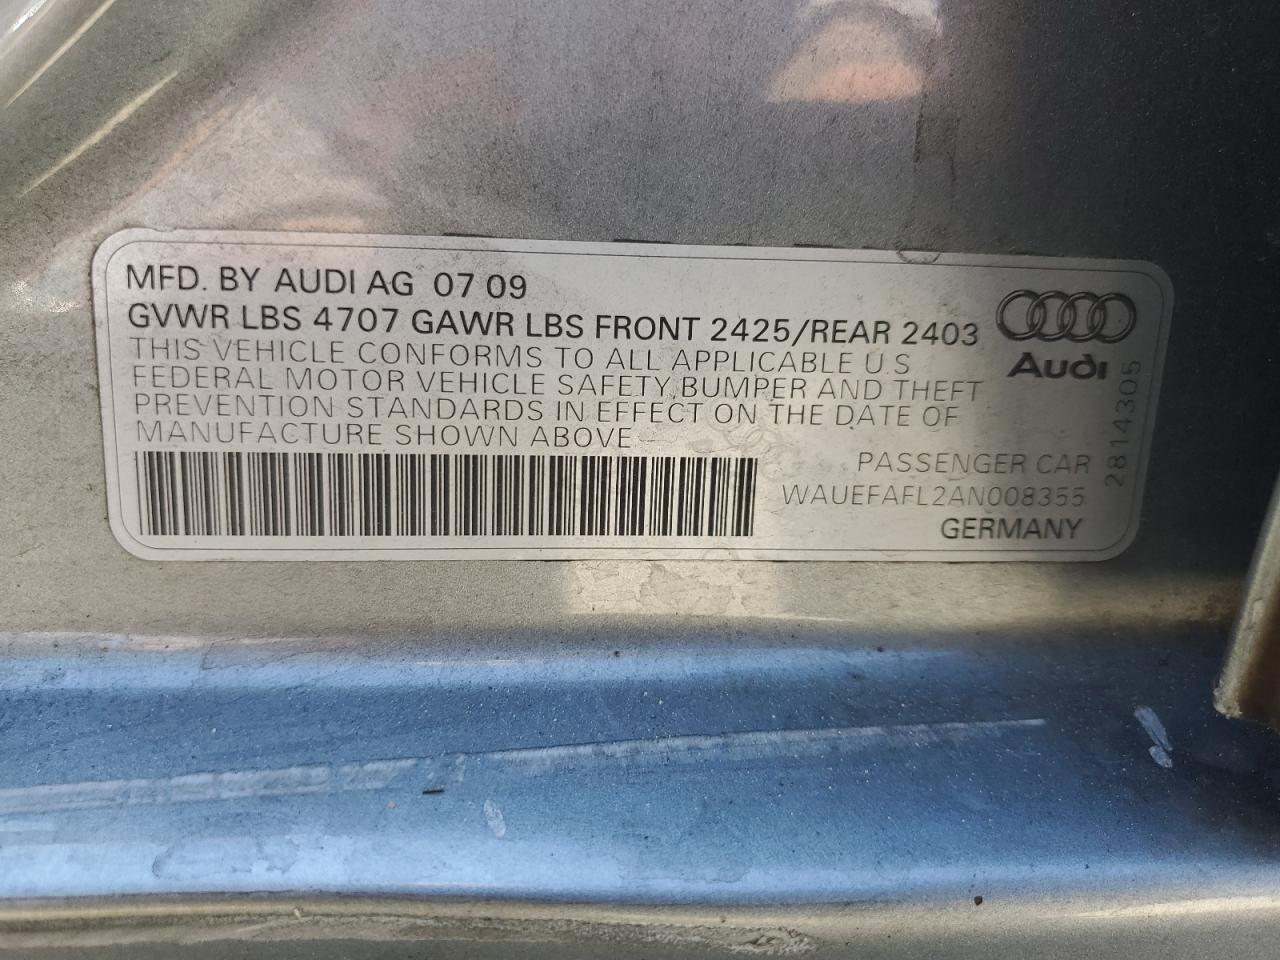 MFD. BY AUDI AG 07 09
GVWR LBS 4707 GAWR LBS FRONT 2425/REAR 2403
THIS VEHICLE CONFORMS TO ALL APPLICABLE U.S
FEDERAL MOTOR VEHICLE SAFETY, BUMPER AND THEFT
PREVENTION STANDARDS IN EFFECT ON THE DATE OF
MANUFACTURE SHOWN ABOVE
Audi
2814305
PASSENGER CAR
WAUEFAFL2AN008355
GERMANY